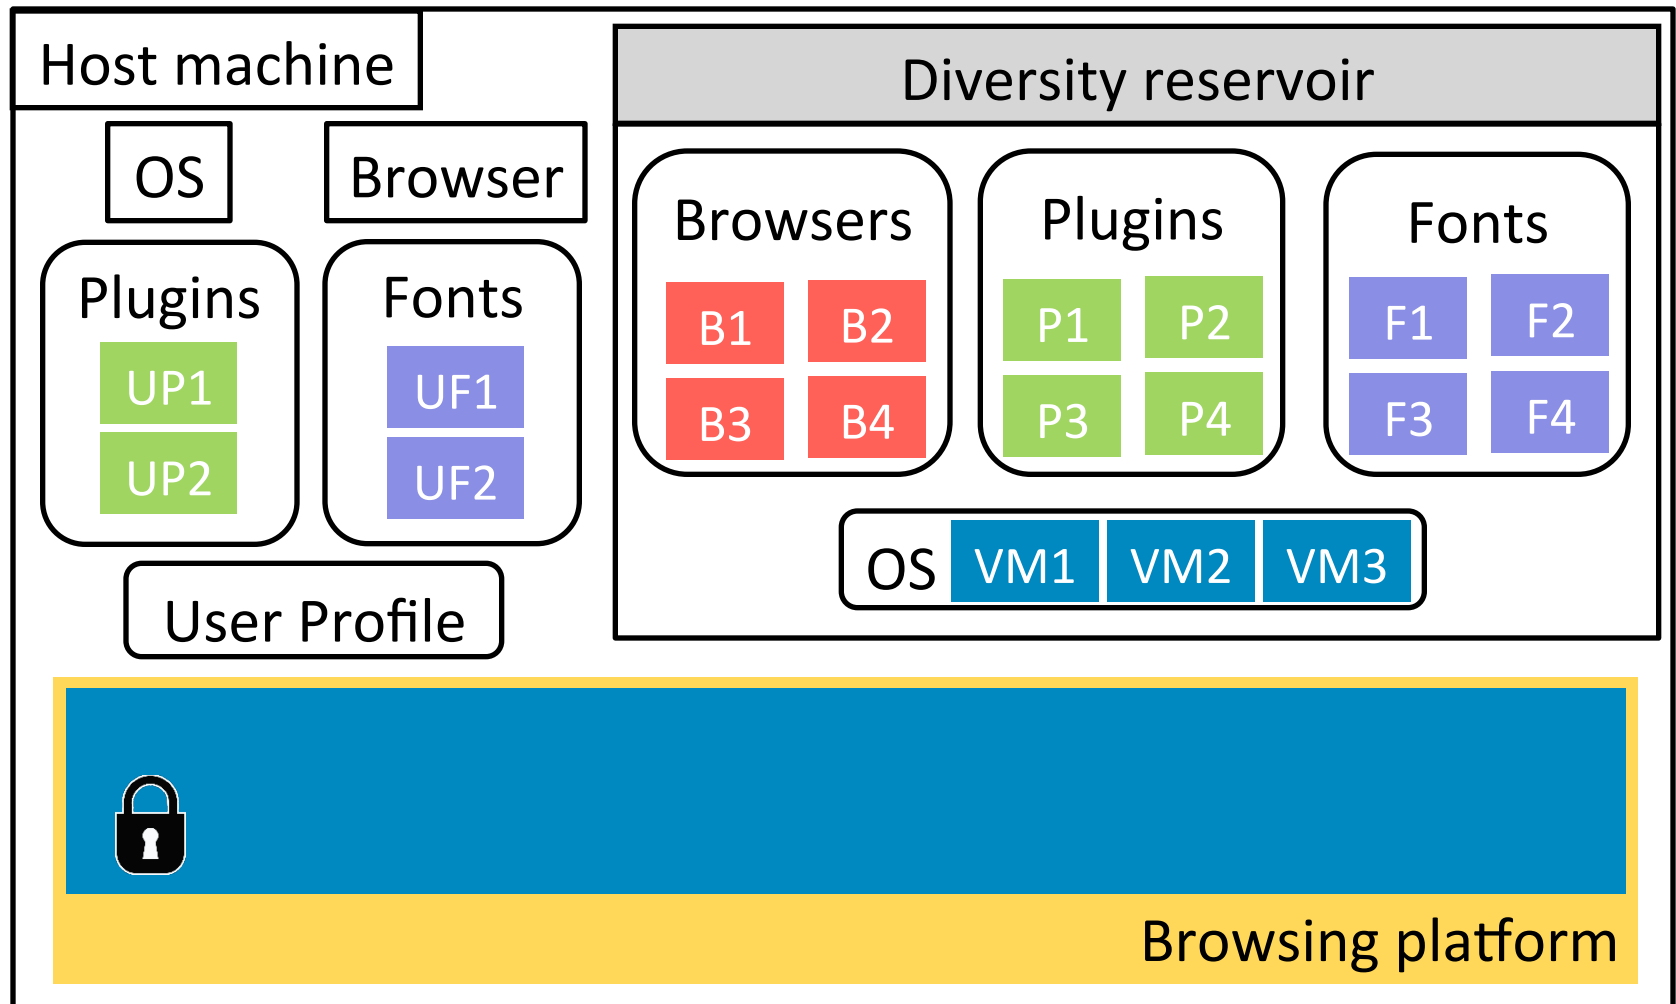 Host machine
OS
Browser
Plugins
UP1
UP2
Fonts
UF1
UF2
User Profile
Diversity reservoir
Browsers
B1 B2
B3 B4
Plugins
P1 P2
P3 P4
Fonts
F1 F2
F3 F4
OS VM1 VM2 VM3
Browsing platform